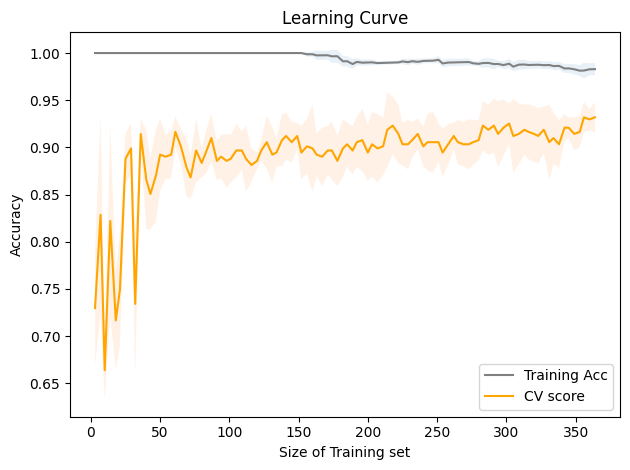 Learning Curve
1.00
0.95
0.90
0.85
0.80
0.75
0.70
0.65
Accuracy
0 50 100 150 200 250 300 350
Size of Training set
Training Acc
CV score